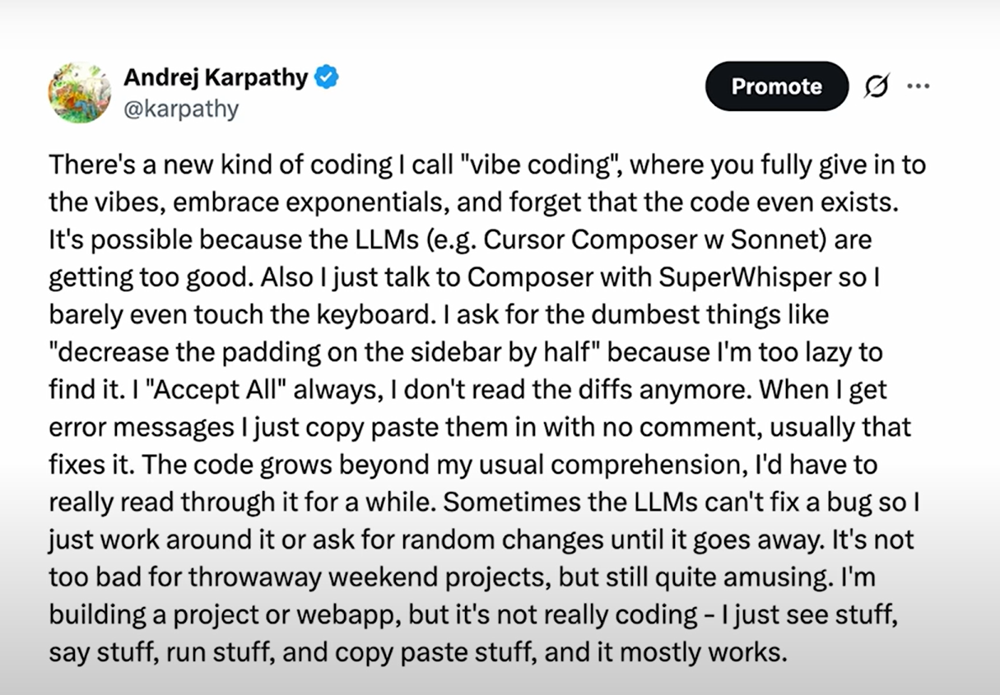 Andrej Karpathy
@karpathy
Promote
There's a new kind of coding I call "vibe coding", where you fully give in to
the vibes, embrace exponentials, and forget that the code even exists.
It's possible because the LLMs (e.g. Cursor Composer w Sonnet) are
getting too good. Also I just talk to Composer with SuperWhisper so I
barely even touch the keyboard. I ask for the dumbest things like
"decrease the padding on the sidebar by half" because I'm too lazy to
find it. I "Accept All" always, I don't read the diffs anymore. When I get
error messages I just copy paste them in with no comment, usually that
fixes it. The code grows beyond my usual comprehension, I'd have to
really read through it for a while. Sometimes the LLMs can't fix a bug so I
just work around it or ask for random changes until it goes away. It's not
too bad for throwaway weekend projects, but still quite amusing. I'm
building a project or webapp, but it's not really coding – I just see stuff,
say stuff, run stuff, and copy paste stuff, and it mostly works.